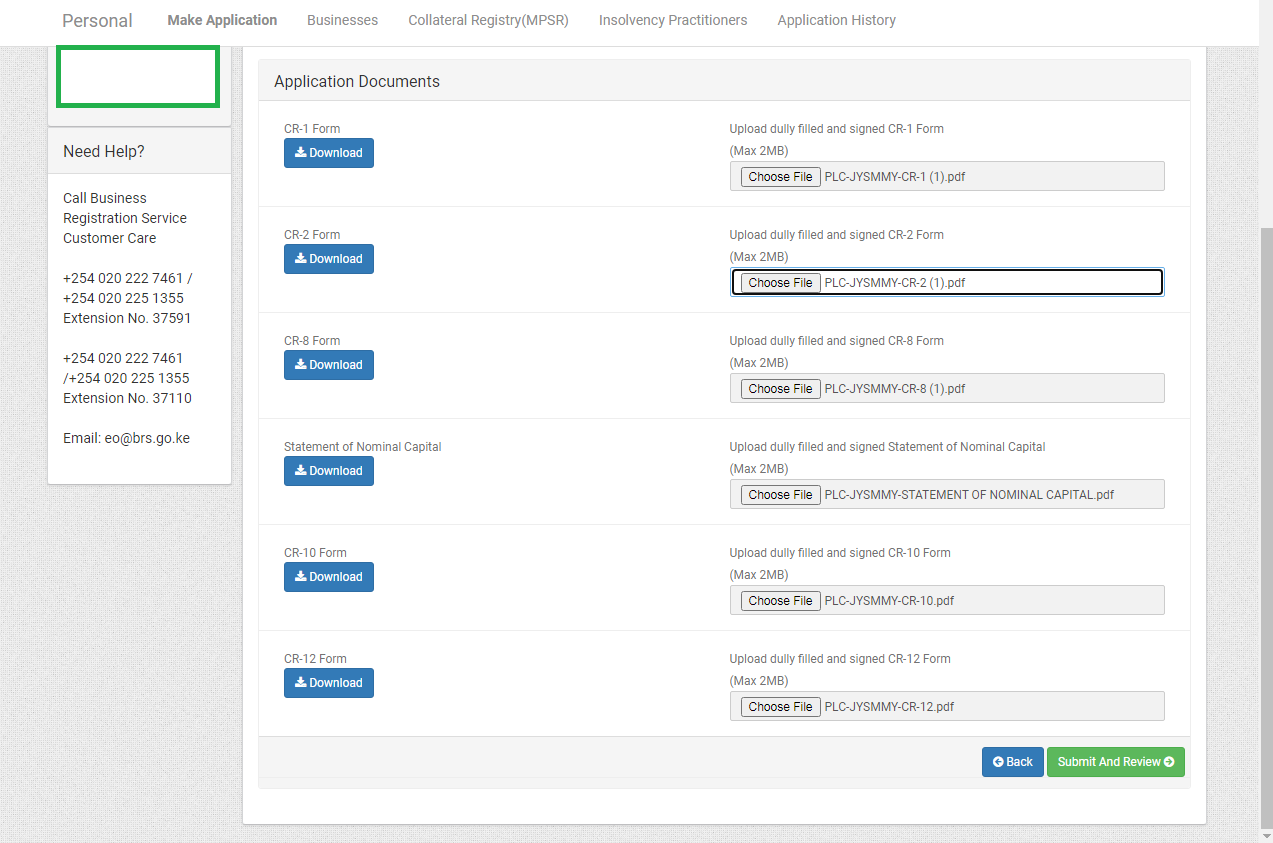 Personal Make Application Businesses Collateral Registry(MPSR) Insolvency Practitioners Application History
Need Help?
Call Business
Registration Service
Customer Care
+254 020 222 7461 /
+254 020 225 1355
Extension No. 37591
+254 020 222 7461
/+254 020 225 1355
Extension No. 37110
Email: eo@brs.go.ke
Application Documents
CR-1 Form
Download
Upload dully filled and signed CR-1 Form
(Max 2MB)
Choose File PLC-JYSMMY-CR-1 (1).pdf
CR-2 Form
Download
Upload dully filled and signed CR-2 Form
(Max 2MB)
Choose File PLC-JYSMMY-CR-2 (1).pdf
CR-8 Form
Download
Upload dully filled and signed CR-8 Form
(Max 2MB)
Choose File PLC-JYSMMY-CR-8 (1).pdf
Statement of Nominal Capital
Download
Upload dully filled and signed Statement of Nominal Capital
(Max 2MB)
Choose File PLC-JYSMMY-STATEMENT OF NOMINAL CAPITAL.pdf
CR-10 Form
Download
Upload dully filled and signed CR-10 Form
(Max 2MB)
Choose File PLC-JYSMMY-CR-10.pdf
CR-12 Form
Download
Upload dully filled and signed CR-12 Form
(Max 2MB)
Choose File PLC-JYSMMY-CR-12.pdf
Back Submit And Review